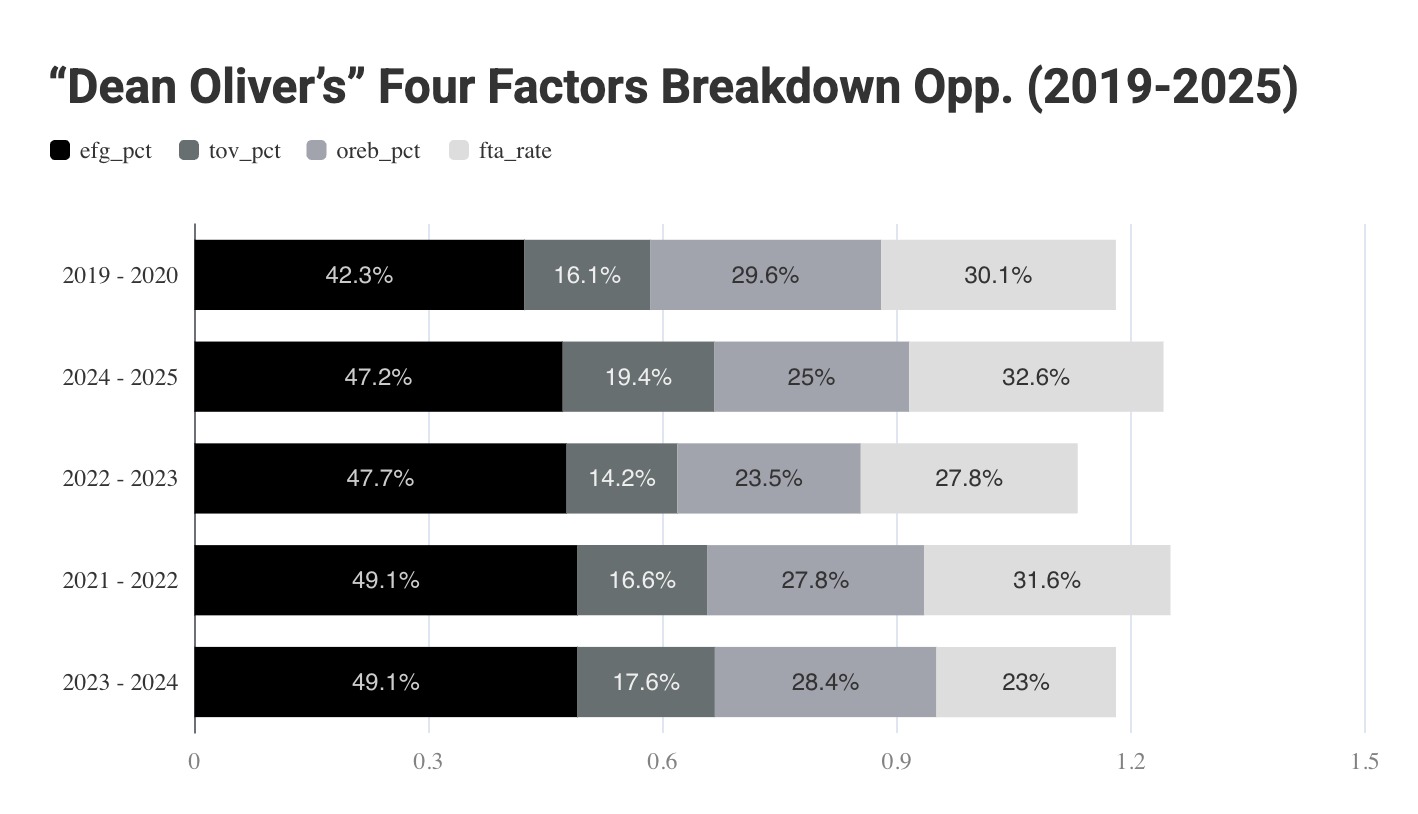 “Dean Oliver’s” Four Factors Breakdown Opp. (2019-2025)
efg_pct tov_pct oreb_pct fta_rate
2019 - 2020 42.3% 16.1% 29.6% 30.1%
2024 - 2025 47.2% 19.4% 25% 32.6%
2022 - 2023 47.7% 14.2% 23.5% 27.8%
2021 - 2022 49.1% 16.6% 27.8% 31.6%
2023 - 2024 49.1% 17.6% 28.4% 23%
0 0.3 0.6 0.9 1.2 1.5